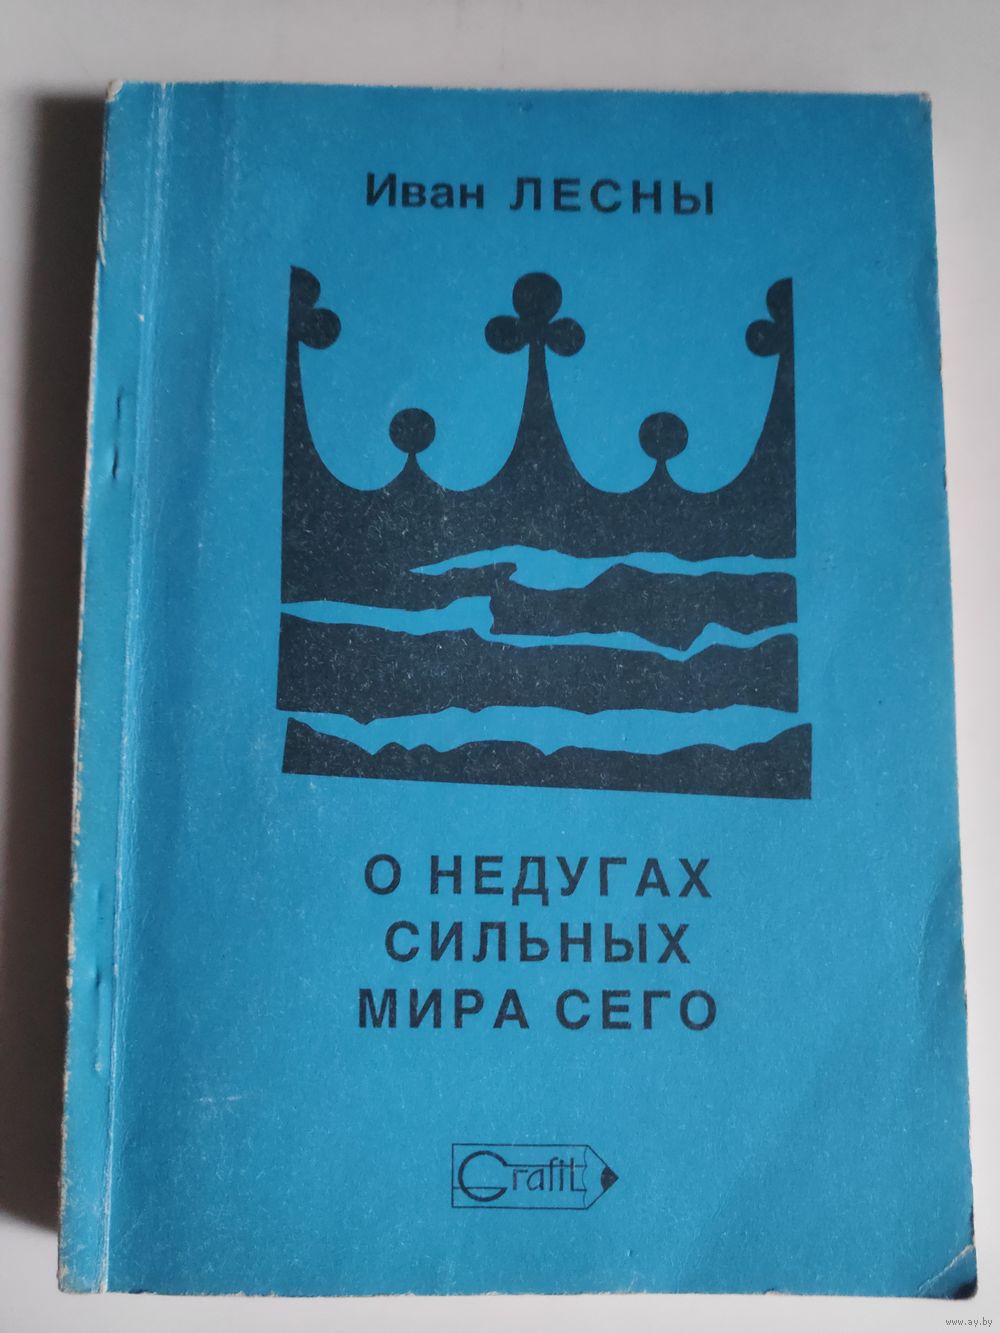 Иван ЛЕСНЫ
О НЕДУГАХ
СИЛЬНЫХ
МИРА СЕГО
Grafit
www.ay.by